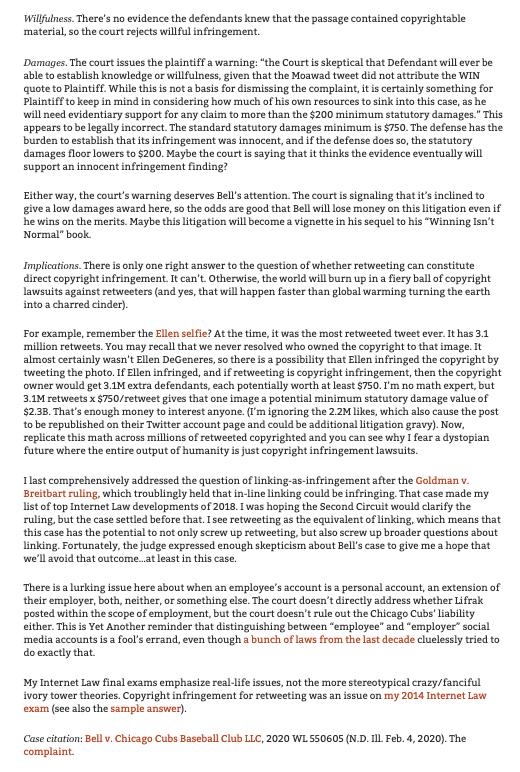 Willfulness. There's no evidence the defendants knew that the passage contained copyrightable
material, so the court rejects willful infringement.
Damages. The court issues the plaintiff a warning: "the Court is skeptical that Defendant will ever be
able to establish knowledge or willfulness, given that the Moawad tweet did not attribute the WIN
quote to Plaintiff. While this is not a basis for dismissing the complaint, it is certainly something for
Plaintiff to keep in mind in considering how much of his own resources to sink into this case, as he
will need evidentiary support for any claim to more than the $200 minimum statutory damages." This
appears to be legally incorrect. The standard statutory damages minimum is $750. The defense has the
burden to establish that its infringement was innocent, and if the defense does so, the statutory
damages floor lowers to $200. Maybe the court is saying that it thinks the evidence eventually will
support an innocent infringement finding?
Either way, the court's warning deserves Bell's attention. The court is signaling that it's inclined to
give a low damages award here, so the odds are good that Bell will lose money on this litigation even if
he wins on the merits. Maybe this litigation will become a vignette in his sequel to his "Winning Isn't
Normal" book.
Implications. There is only one right answer to the question of whether retweeting can constitute
direct copyright infringement. It can't. Otherwise, the world will burn up in a fiery ball of copyright
lawsuits against retweeters (and yes, that will happen faster than global warming turning the earth
into a charred cinder).
For example, remember the Ellen selfie? At the time, it was the most retweeted tweet ever. It has 3.1
million retweets. You may recall that we never resolved who owned the copyright to that image. It
almost certainly wasn't Ellen DeGeneres, so there is a possibility that Ellen infringed the copyright by
tweeting the photo. If Ellen infringed, and if retweeting is copyright infringement, then the copyright
owner would get 3.1M extra defendants, each potentially worth at least $750. I'm no math expert, but
3.1M retweets x $750/retweet gives that one image a potential minimum statutory damage value of
$2.3B. That's enough money to interest anyone. (I'm ignoring the 2.2M likes, which also cause the post
to be republished on their Twitter account page and could be additional litigation gravy). Now,
replicate this math across millions of retweeted copyrighted and you can see why I fear a dystopian
future where the entire output of humanity is just copyright infringement lawsuits.
I last comprehensively addressed the question of linking-as-infringement after the Goldman v.
Breitbart ruling, which troublingly held that in-line linking could be infringing. That case made my
list of top Internet Law developments of 2018. I was hoping the Second Circuit would clarify the
ruling, but the case settled before that. I see retweeting as the equivalent of linking, which means that
this case has the potential to not only screw up retweeting, but also screw up broader questions about
linking. Fortunately, the judge expressed enough skepticism about Bell's case to give me a hope that
we'll avoid that outcome...at least in this case.
There is a lurking issue here about when an employee's account is a personal account, an extension of
their employer, both, neither, or something else. The court doesn't directly address whether Lifrak
posted within the scope of employment, but the court doesn't rule out the Chicago Cubs' liability
either. This is Yet Another reminder that distinguishing between "employee" and "employer" social
media accounts is a fool's errand, even though a bunch of laws from the last decade cluelessly tried to
do exactly that.
My Internet Law final exams emphasize real-life issues, not the more stereotypical crazy/fanciful
ivory tower theories. Copyright infringement for retweeting was an issue on my 2014 Internet Law
exam (see also the sample answer).
Case citation: Bell v. Chicago Cubs Baseball Club LLC, 2020 WL 550605 (N.D. Ill. Feb. 4, 2020). The
complaint.